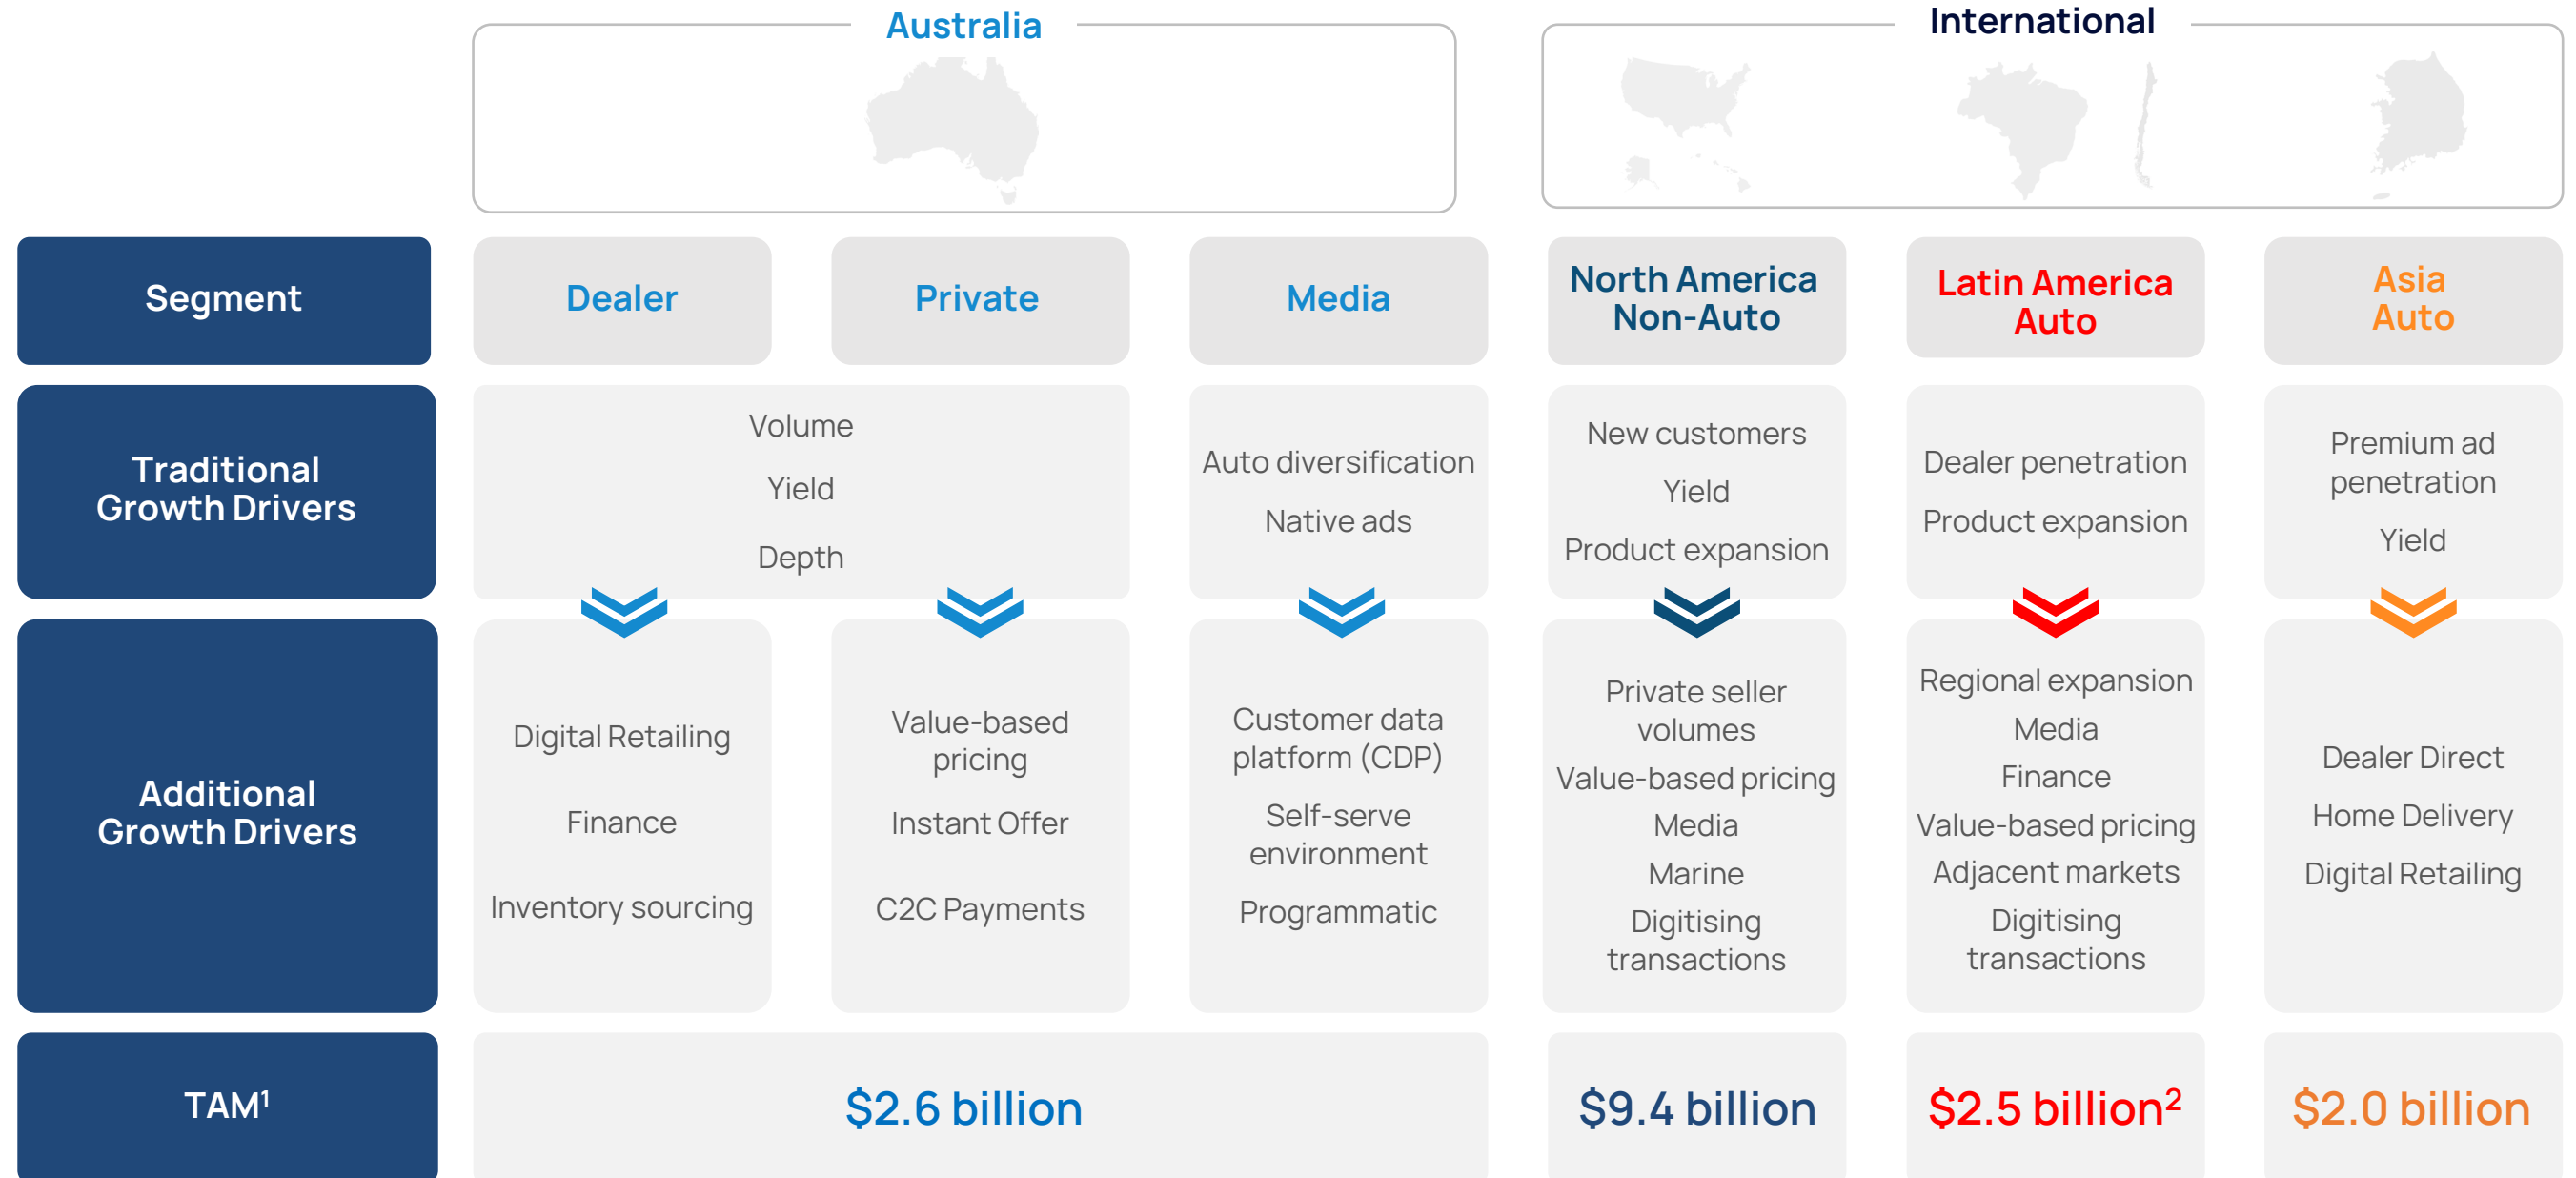 Australia
International
Segment
Dealer
Private
Media
North America
Non-Auto
Latin America
Auto
Asia
Auto
Traditional
Growth Drivers
Volume
Yield
Depth
Auto diversification
Native ads
New customers
Yield
Product expansion
Dealer penetration
Product expansion
Premium ad
penetration
Yield
Additional
Growth Drivers
Digital Retailing
Finance
Inventory sourcing
Value-based
pricing
Instant Offer
C2C Payments
Customer data
platform (CDP)
Self-serve
environment
Programmatic
Private seller
volumes
Value-based pricing
Media
Marine
Digitising
transactions
Regional expansion
Media
Finance
Value-based pricing
Adjacent markets
Digitising
transactions
Dealer Direct
Home Delivery
Digital Retailing
TAM¹
$2.6 billion
$9.4 billion
$2.5 billion²
$2.0 billion